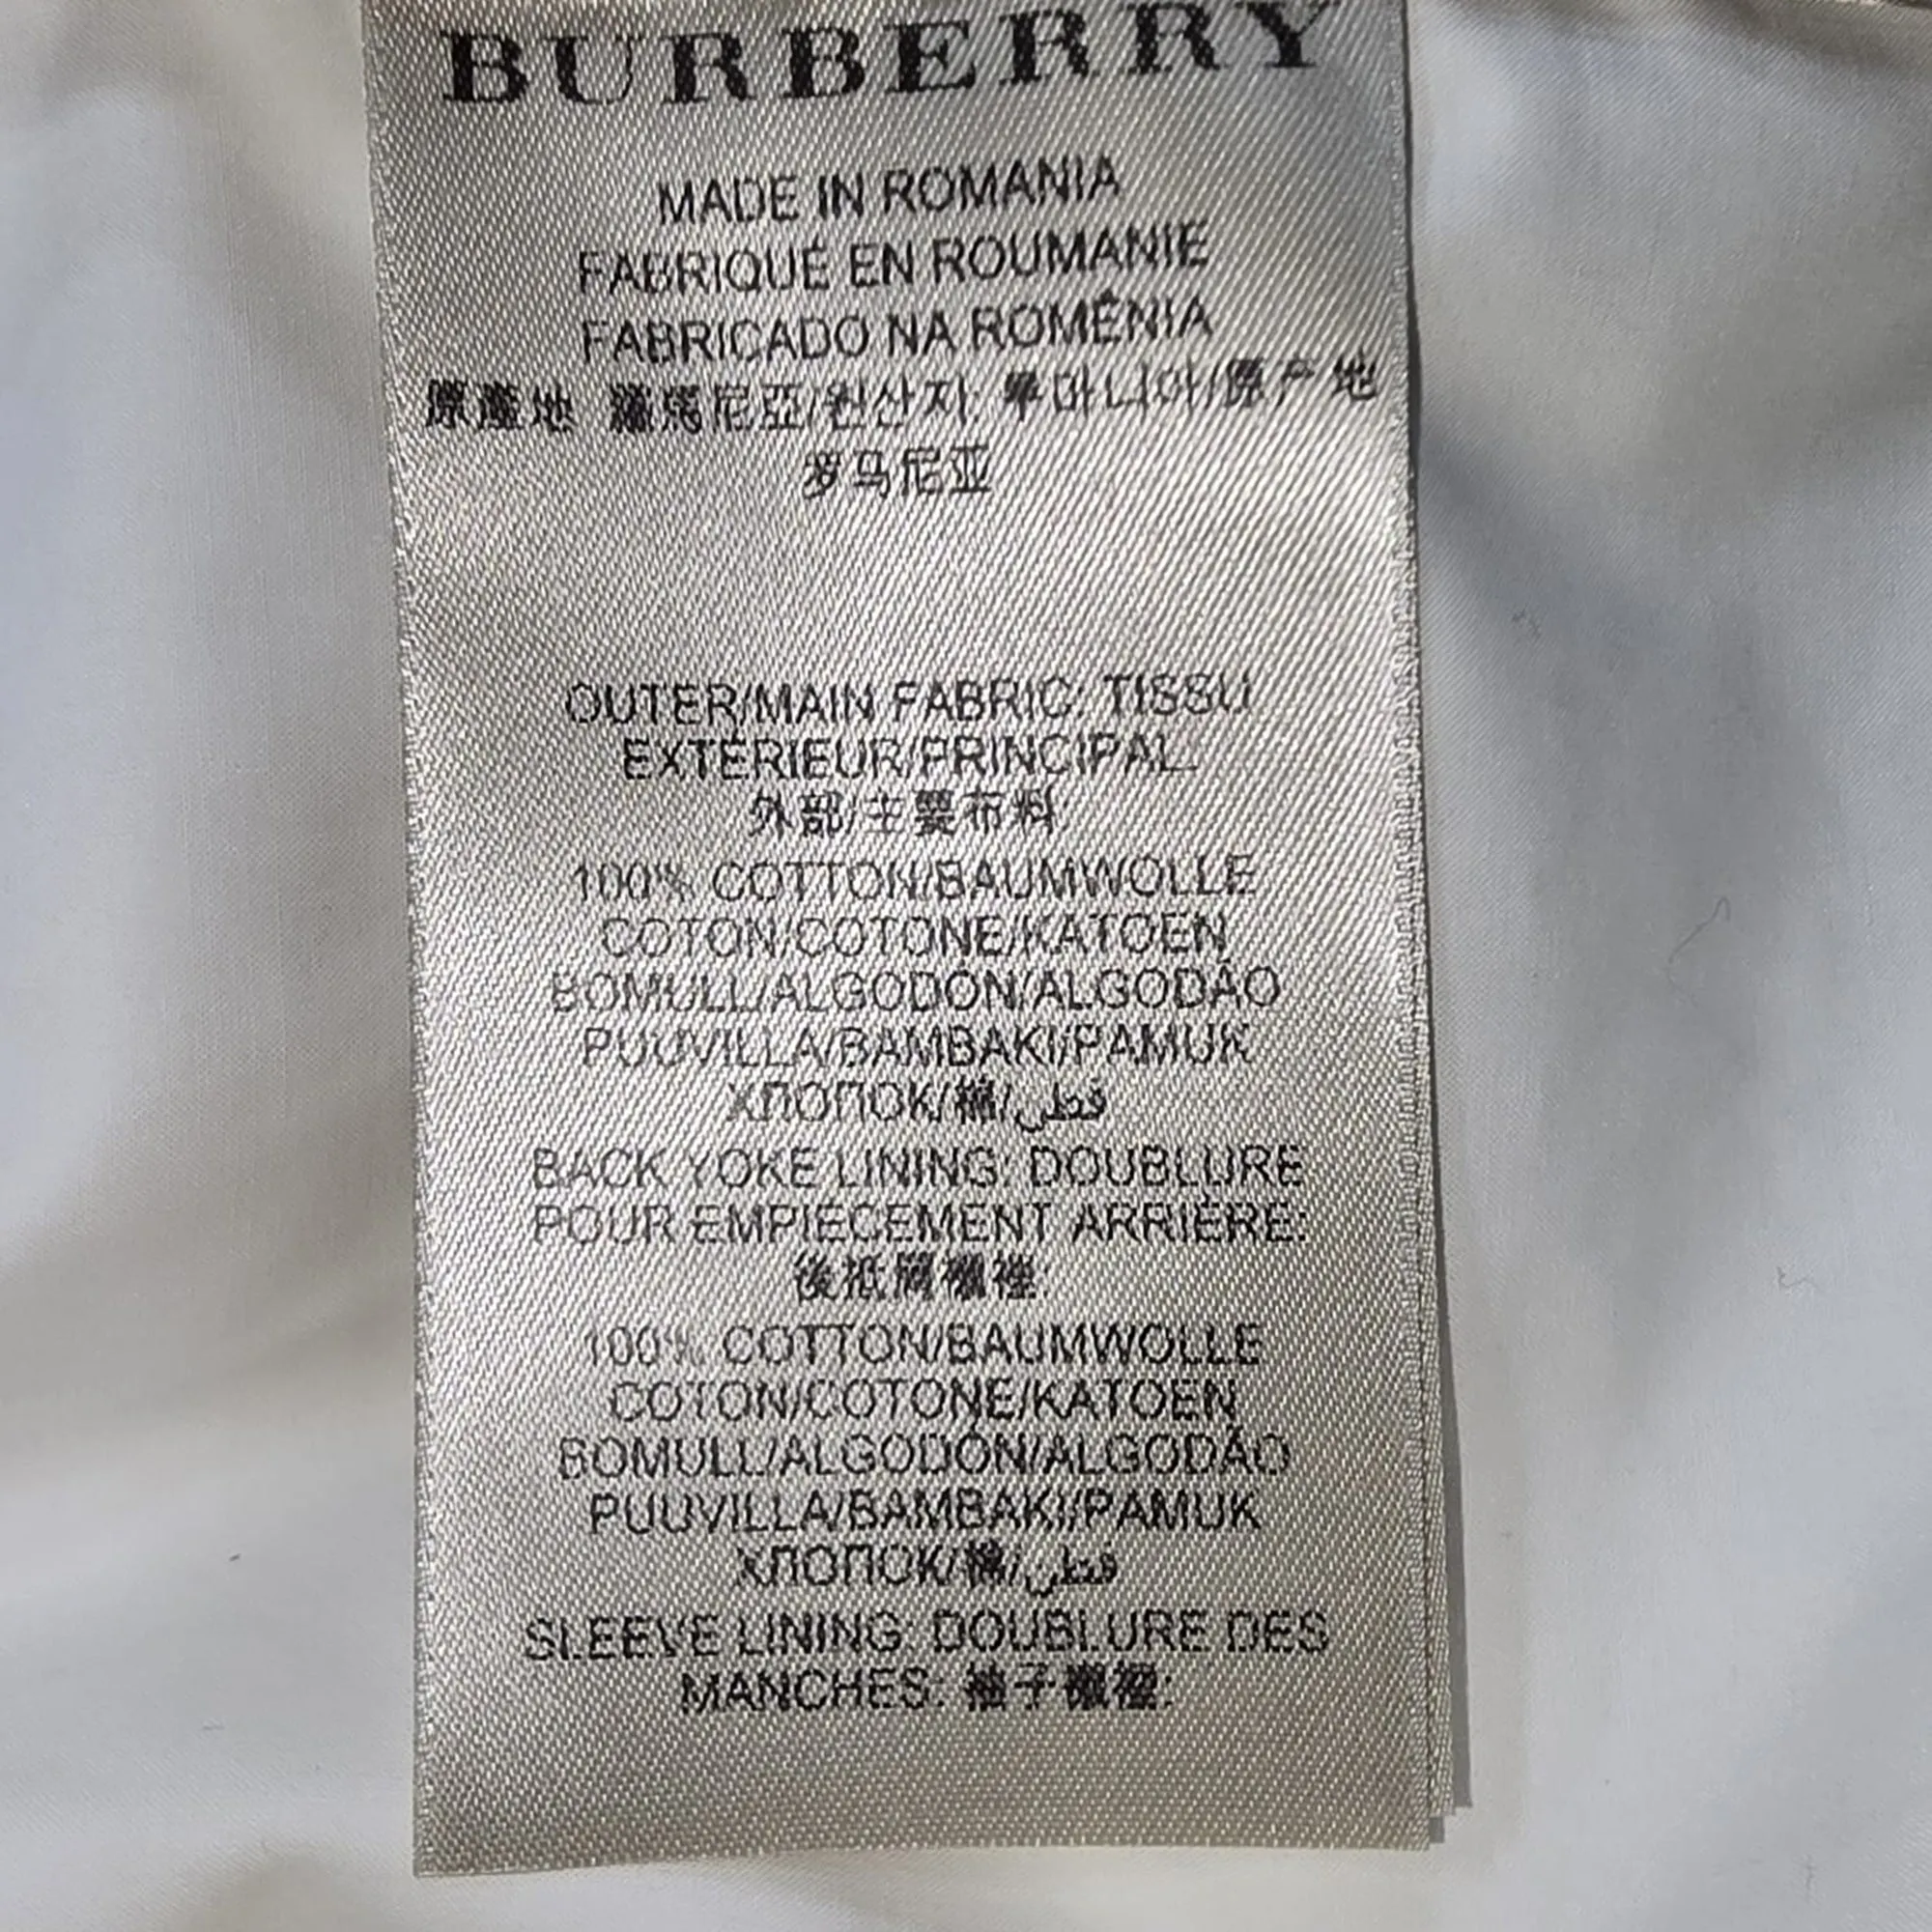 BURBERRY
MADE IN ROMANIA
FABRIQUÉ EN ROUMANIE
FABRICADO NA ROMÊNIA
原產地 羅馬尼亞/원산지: 루마니아/原产地
罗马尼亚
OUTER/MAIN FABRIC: TISSU
EXTÉRIEUR/PRINCIPAL:
外部/主要布料:
100% COTTON/BAUMWOLLE
COTON/COTONE/KATOEN
BOMULL/ALGODÓN/ALGODÃO
PUUVILLA/BAMBAKI/PAMUK
ХЛОПОК/棉/قطن
BACK YOKE LINING: DOUBLURE
POUR EMPIÈCEMENT ARRIÈRE:
後抵肩襯裡:
100% COTTON/BAUMWOLLE
COTON/COTONE/KATOEN
BOMULL/ALGODÓN/ALGODÃO
PUUVILLA/BAMBAKI/PAMUK
ХЛОПОК/棉/قطن
SLEEVE LINING: DOUBLURE DES
MANCHES: 袖子襯裡: